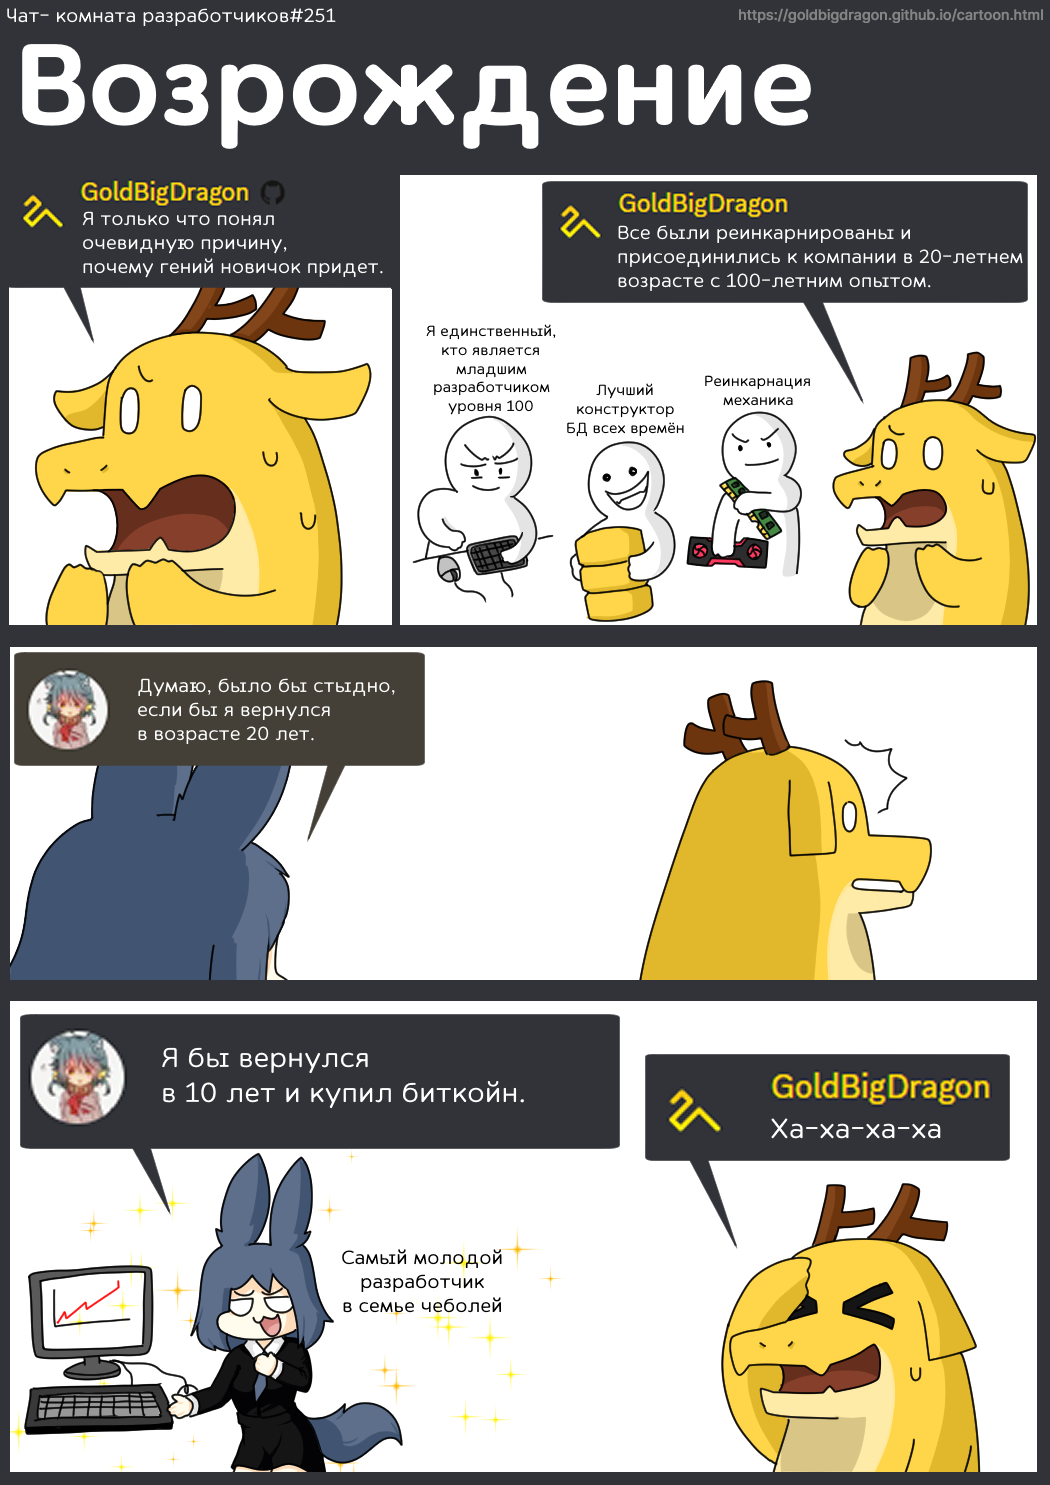 Чат- комната разработчиков#251
https://goldbigdragon.github.io/cartoon.html
Возрождение
GoldBigDragon
Я только что понял
очевидную причину,
почему гений новичок придет.
GoldBigDragon
Все были реинкарнированы и
присоединились к компании в 20-летнем
возрасте с 100-летним опытом.
Я единственный,
кто является
младшим
разработчиком
уровня 100
Лучший
конструктор
БД всех времён
Реинкарнация
механика
Думаю, было бы стыдно,
если бы я вернулся
в возрасте 20 лет.
Я бы вернулся
в 10 лет и купил биткойн.
GoldBigDragon
Ха-ха-ха-ха
Самый молодой
разработчик
в семье чеболей